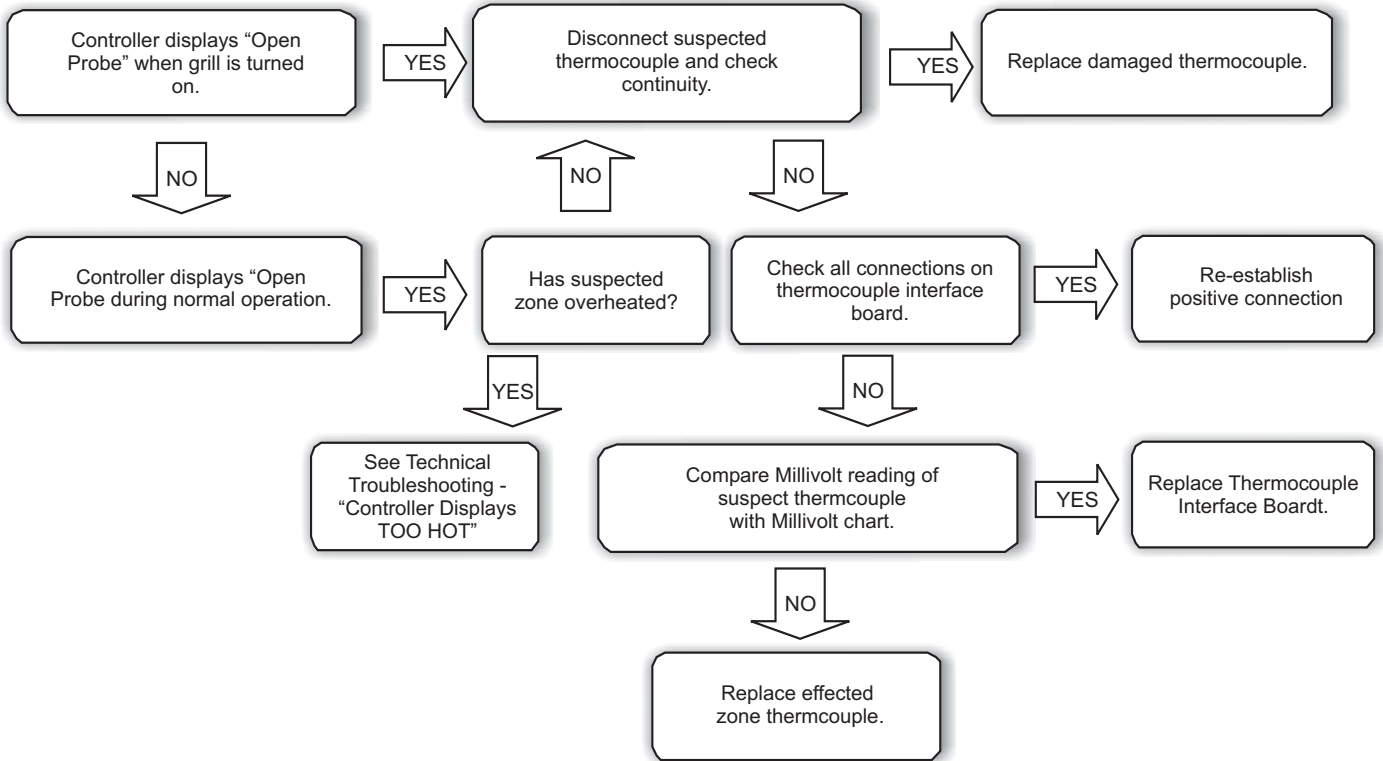 Controller displays “Open
Probe” when grill is turned
on.
YES
Disconnect suspected
thermocouple and check
continuity.
YES
Replace damaged thermocouple.
NO
NO
NO
Controller displays “Open
Probe during normal operation.
YES
Has suspected
zone overheated?
Check all connections on
thermocouple interface
board.
YES
Re-establish
positive connection
YES
NO
See Technical
Troubleshooting -
“Controller Displays
TOO HOT”
Compare Millivolt reading of
suspect thermcouple
with Millivolt chart.
YES
Replace Thermocouple
Interface Boardt.
NO
Replace effected
zone thermcouple.